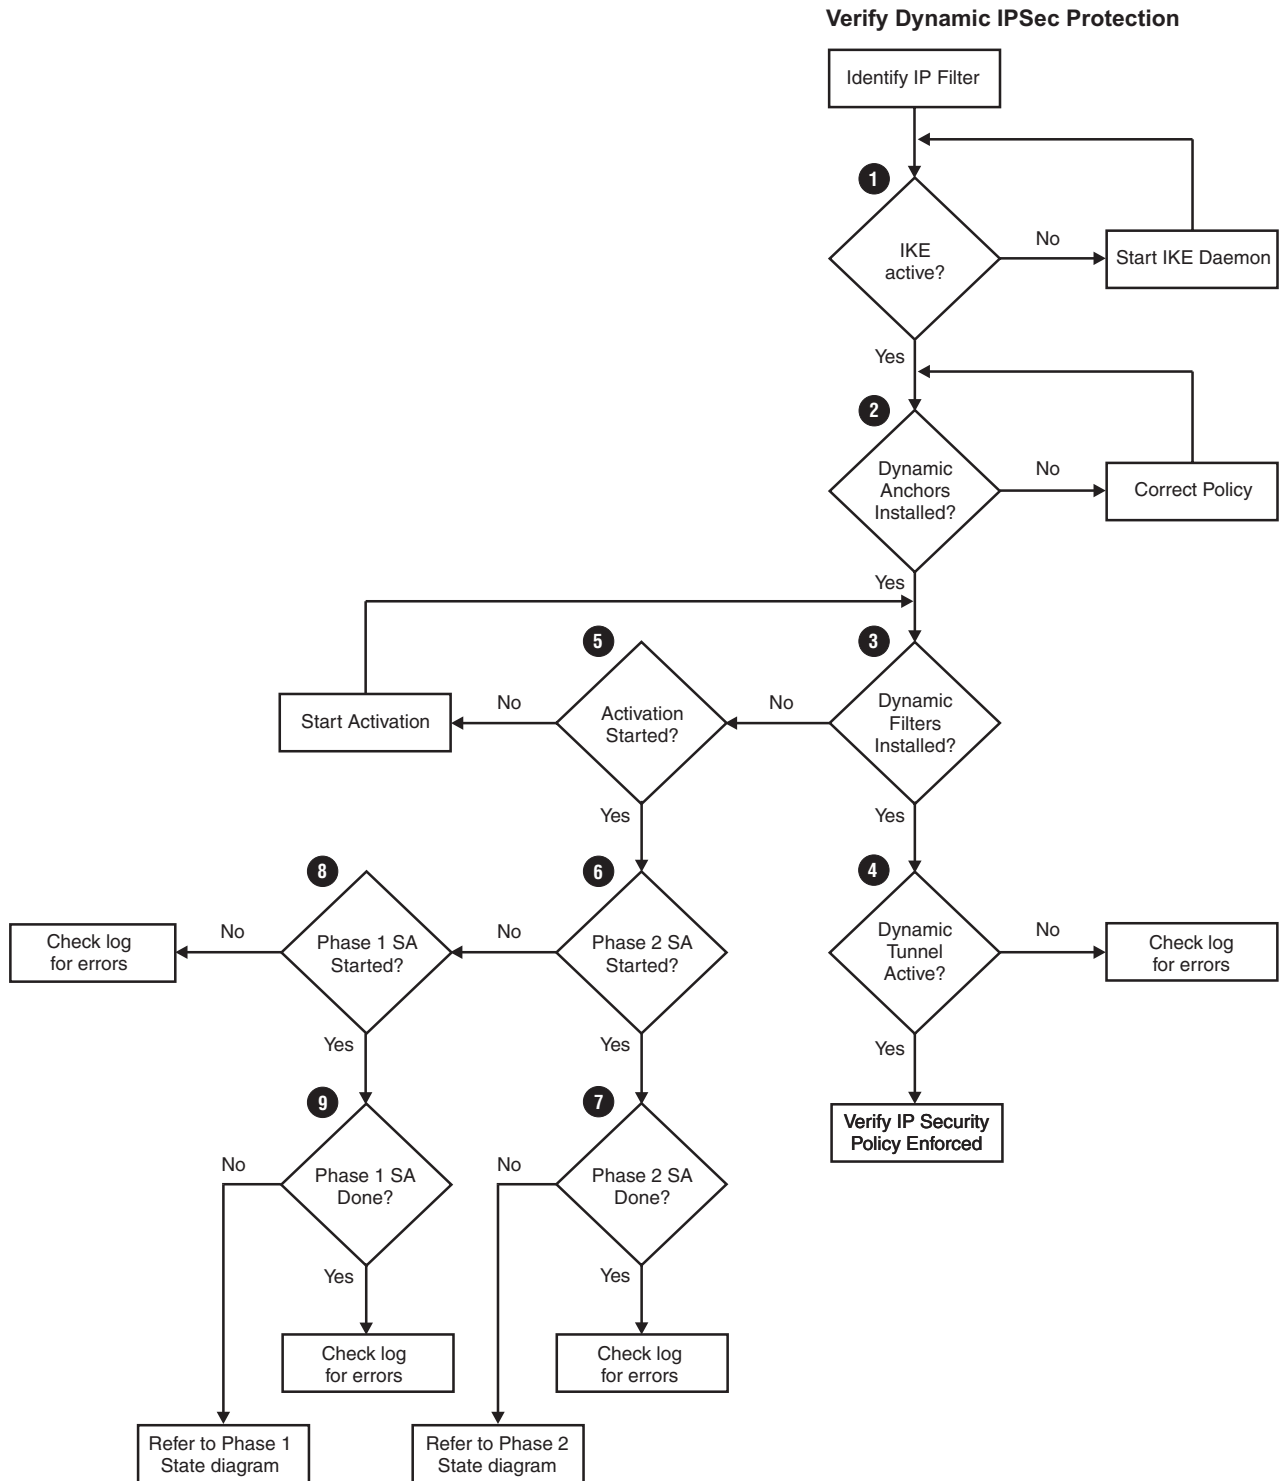 Verify Dynamic IPSec Protection
Identify IP Filter
1
IKE
active?
No
Start IKE Daemon
Yes
2
Dynamic
Anchors
Installed?
No
Correct Policy
Yes
3
Dynamic
Filters
Installed?
No
5
Activation
Started?
No
Start Activation
Yes
Yes
4
Dynamic
Tunnel
Active?
No
Check log
for errors
Yes
Verify IP Security
Policy Enforced
6
Phase 2 SA
Started?
No
8
Phase 1 SA
Started?
No
Check log
for errors
Yes
Yes
9
Phase 1 SA
Done?
No
Yes
7
Phase 2 SA
Done?
No
Yes
Check log
for errors
Check log
for errors
Refer to Phase 1
State diagram
Refer to Phase 2
State diagram